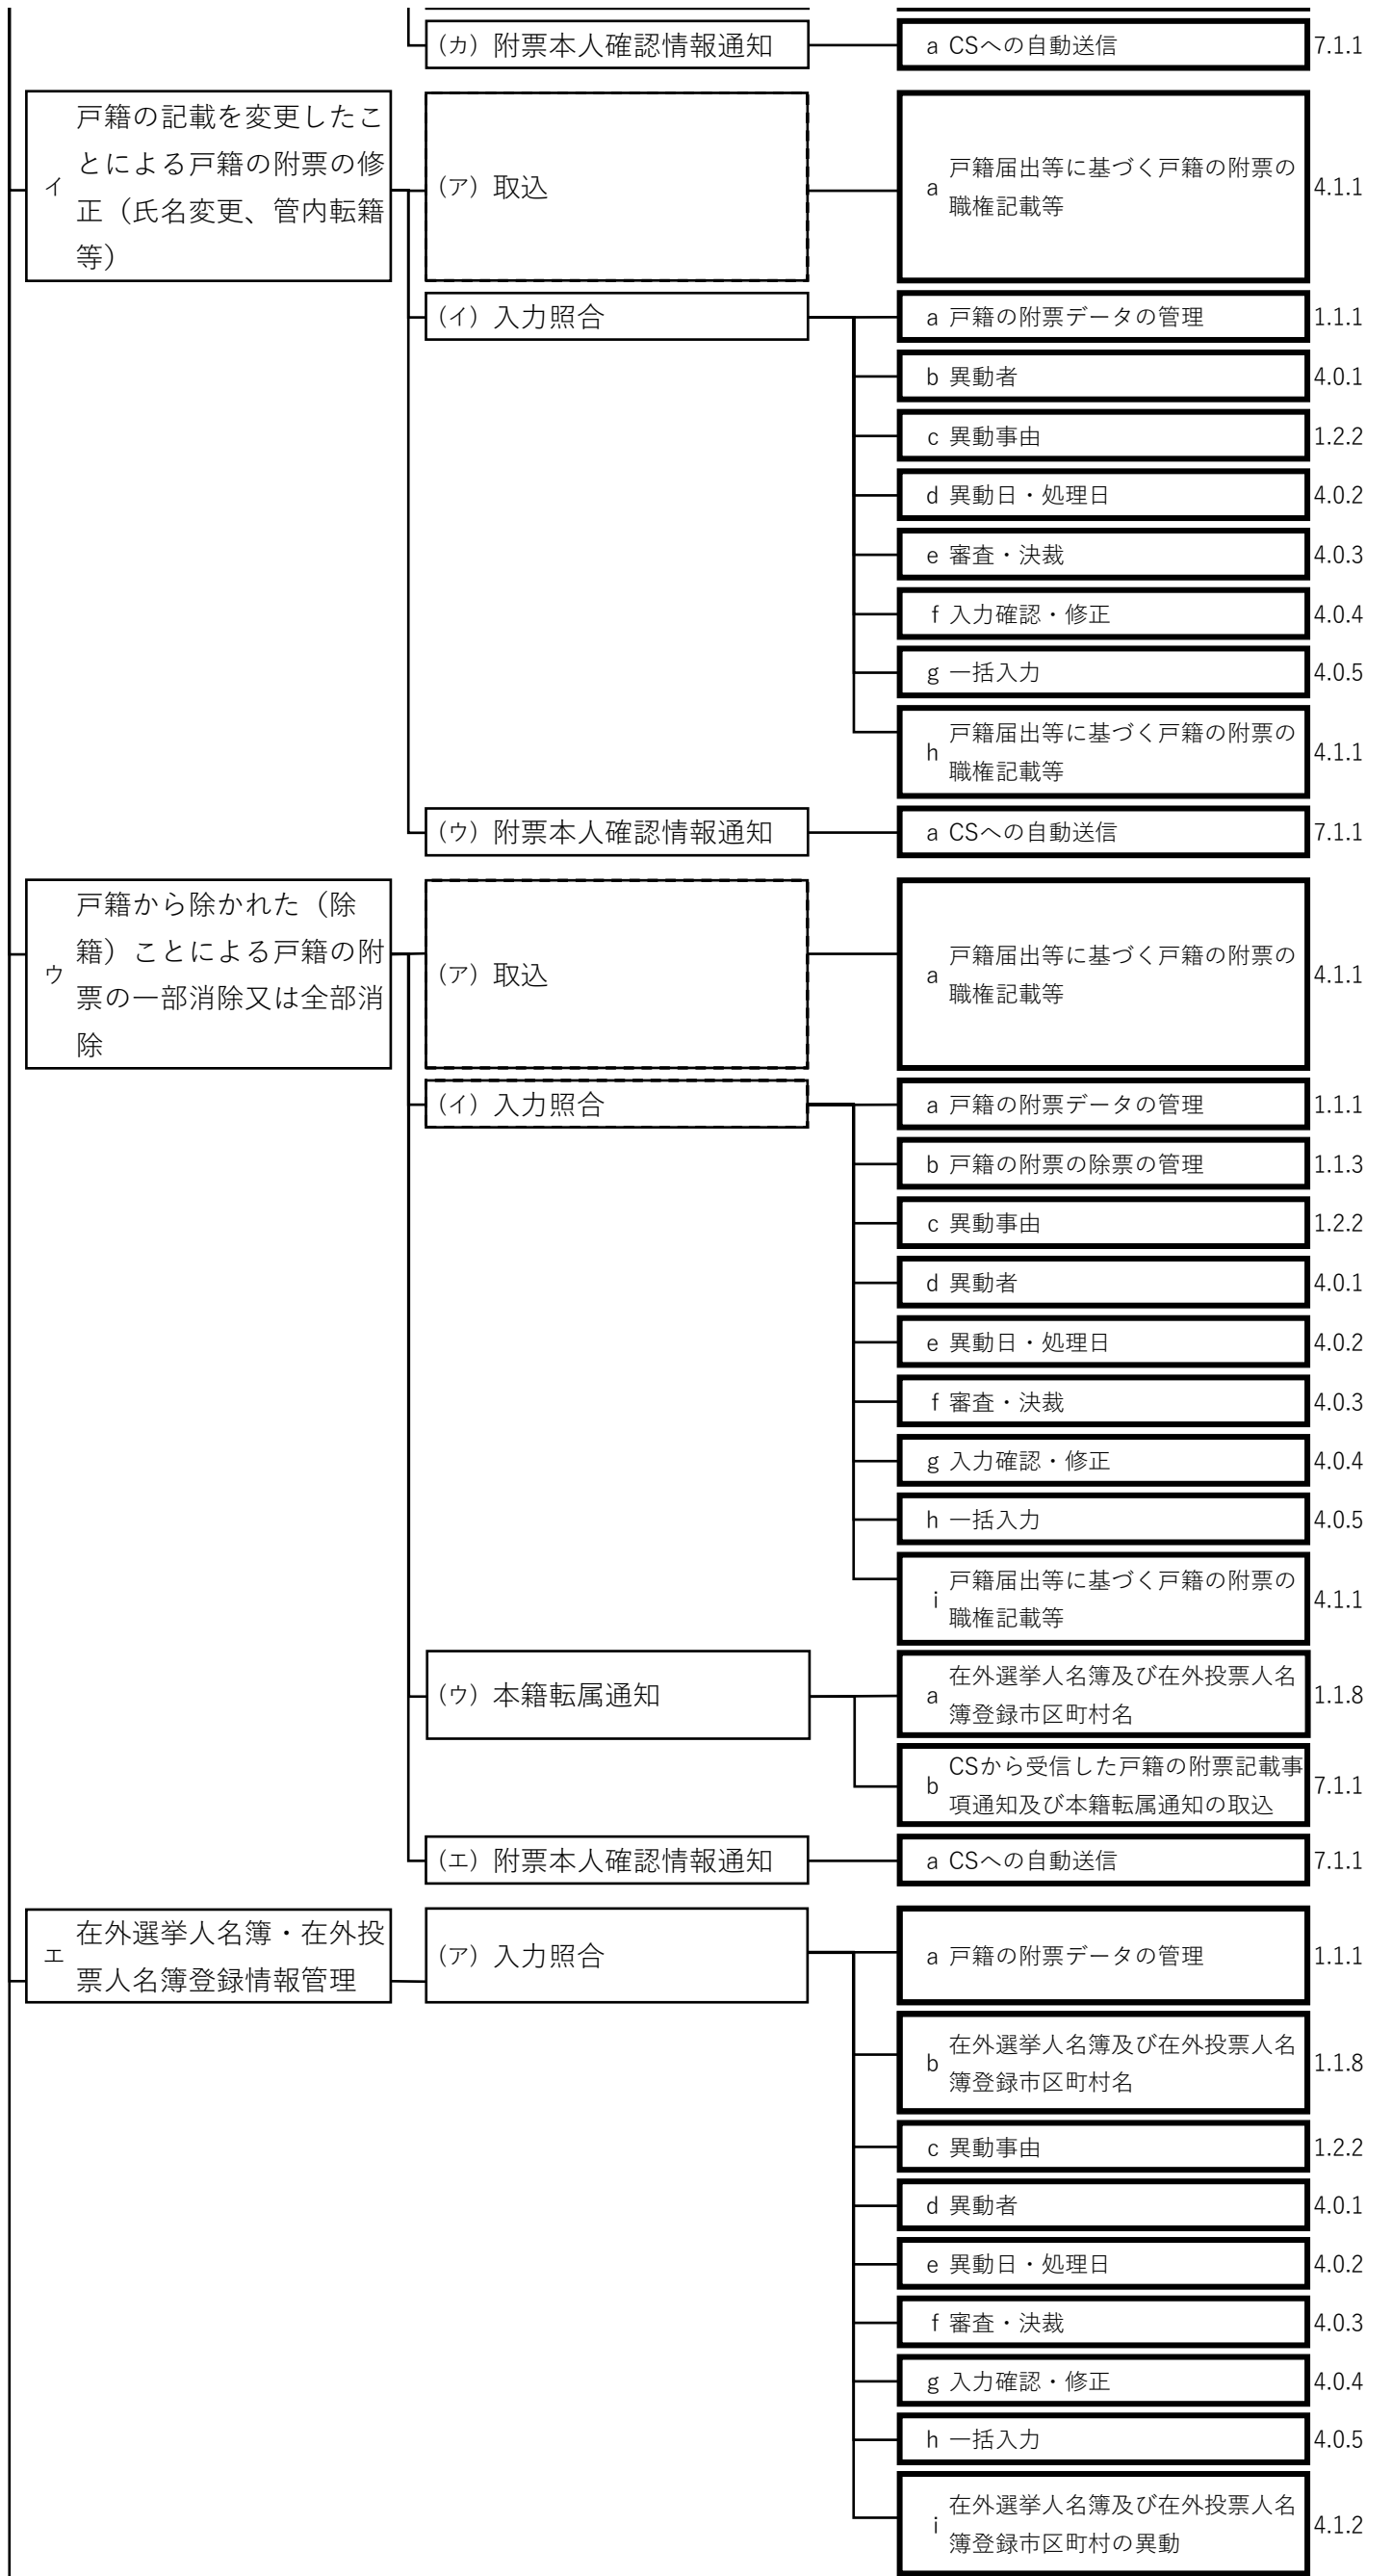 (カ) 附票本人確認情報通知
a CSへの自動送信
7.1.1
イ
戸籍の記載を変更したこ
とによる戸籍の附票の修
正（氏名変更、管内転籍
等）
(ア) 取込
a
戸籍届出等に基づく戸籍の附票の
職権記載等
4.1.1
(イ) 入力照合
a 戸籍の附票データの管理
1.1.1
b 異動者
4.0.1
c 異動事由
1.2.2
d 異動日・処理日
4.0.2
e 審査・決裁
4.0.3
f 入力確認・修正
4.0.4
g 一括入力
4.0.5
h
戸籍届出等に基づく戸籍の附票の
職権記載等
4.1.1
(ウ) 附票本人確認情報通知
a CSへの自動送信
7.1.1
ウ
戸籍から除かれた（除
籍）ことによる戸籍の附
票の一部消除又は全部消
除
(ア) 取込
a
戸籍届出等に基づく戸籍の附票の
職権記載等
4.1.1
(イ) 入力照合
a 戸籍の附票データの管理
1.1.1
b 戸籍の附票の除票の管理
1.1.3
c 異動事由
1.2.2
d 異動者
4.0.1
e 異動日・処理日
4.0.2
f 審査・決裁
4.0.3
g 入力確認・修正
4.0.4
h 一括入力
4.0.5
i
戸籍届出等に基づく戸籍の附票の
職権記載等
4.1.1
(ウ) 本籍転属通知
a
在外選挙人名簿及び在外投票人名
簿登録市区町村名
1.1.8
b
CSから受信した戸籍の附票記載事
項通知及び本籍転属通知の取込
7.1.1
(エ) 附票本人確認情報通知
a CSへの自動送信
7.1.1
エ
在外選挙人名簿・在外投
票人名簿登録情報管理
(ア) 入力照合
a 戸籍の附票データの管理
1.1.1
b
在外選挙人名簿及び在外投票人名
簿登録市区町村名
1.1.8
c 異動事由
1.2.2
d 異動者
4.0.1
e 異動日・処理日
4.0.2
f 審査・決裁
4.0.3
g 入力確認・修正
4.0.4
h 一括入力
4.0.5
i
在外選挙人名簿及び在外投票人名
簿登録市区町村の異動
4.1.2